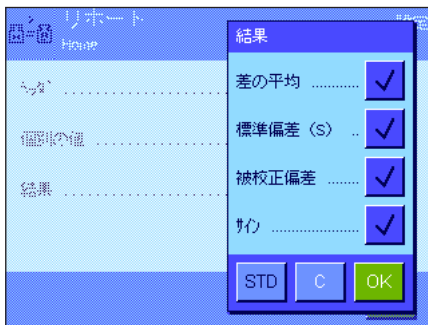 リポート
Home
ヘッダ
個別の値
結果
結果
差の平均
標準偏差（S）
被校正偏差
サイン
STD
C
OK